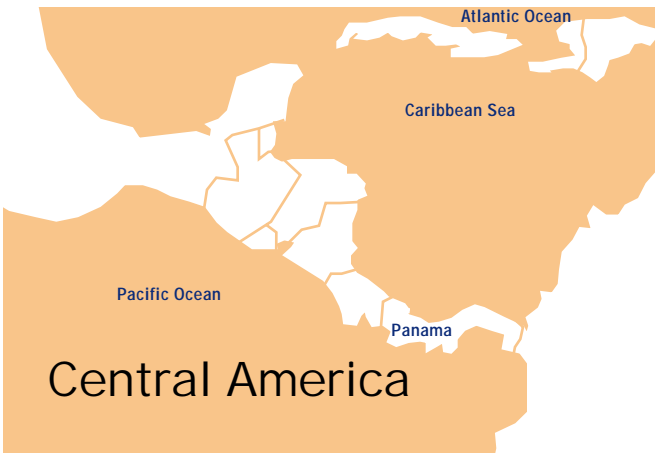 Atlantic Ocean
Caribbean Sea
Pacific Ocean
Panama
Central America